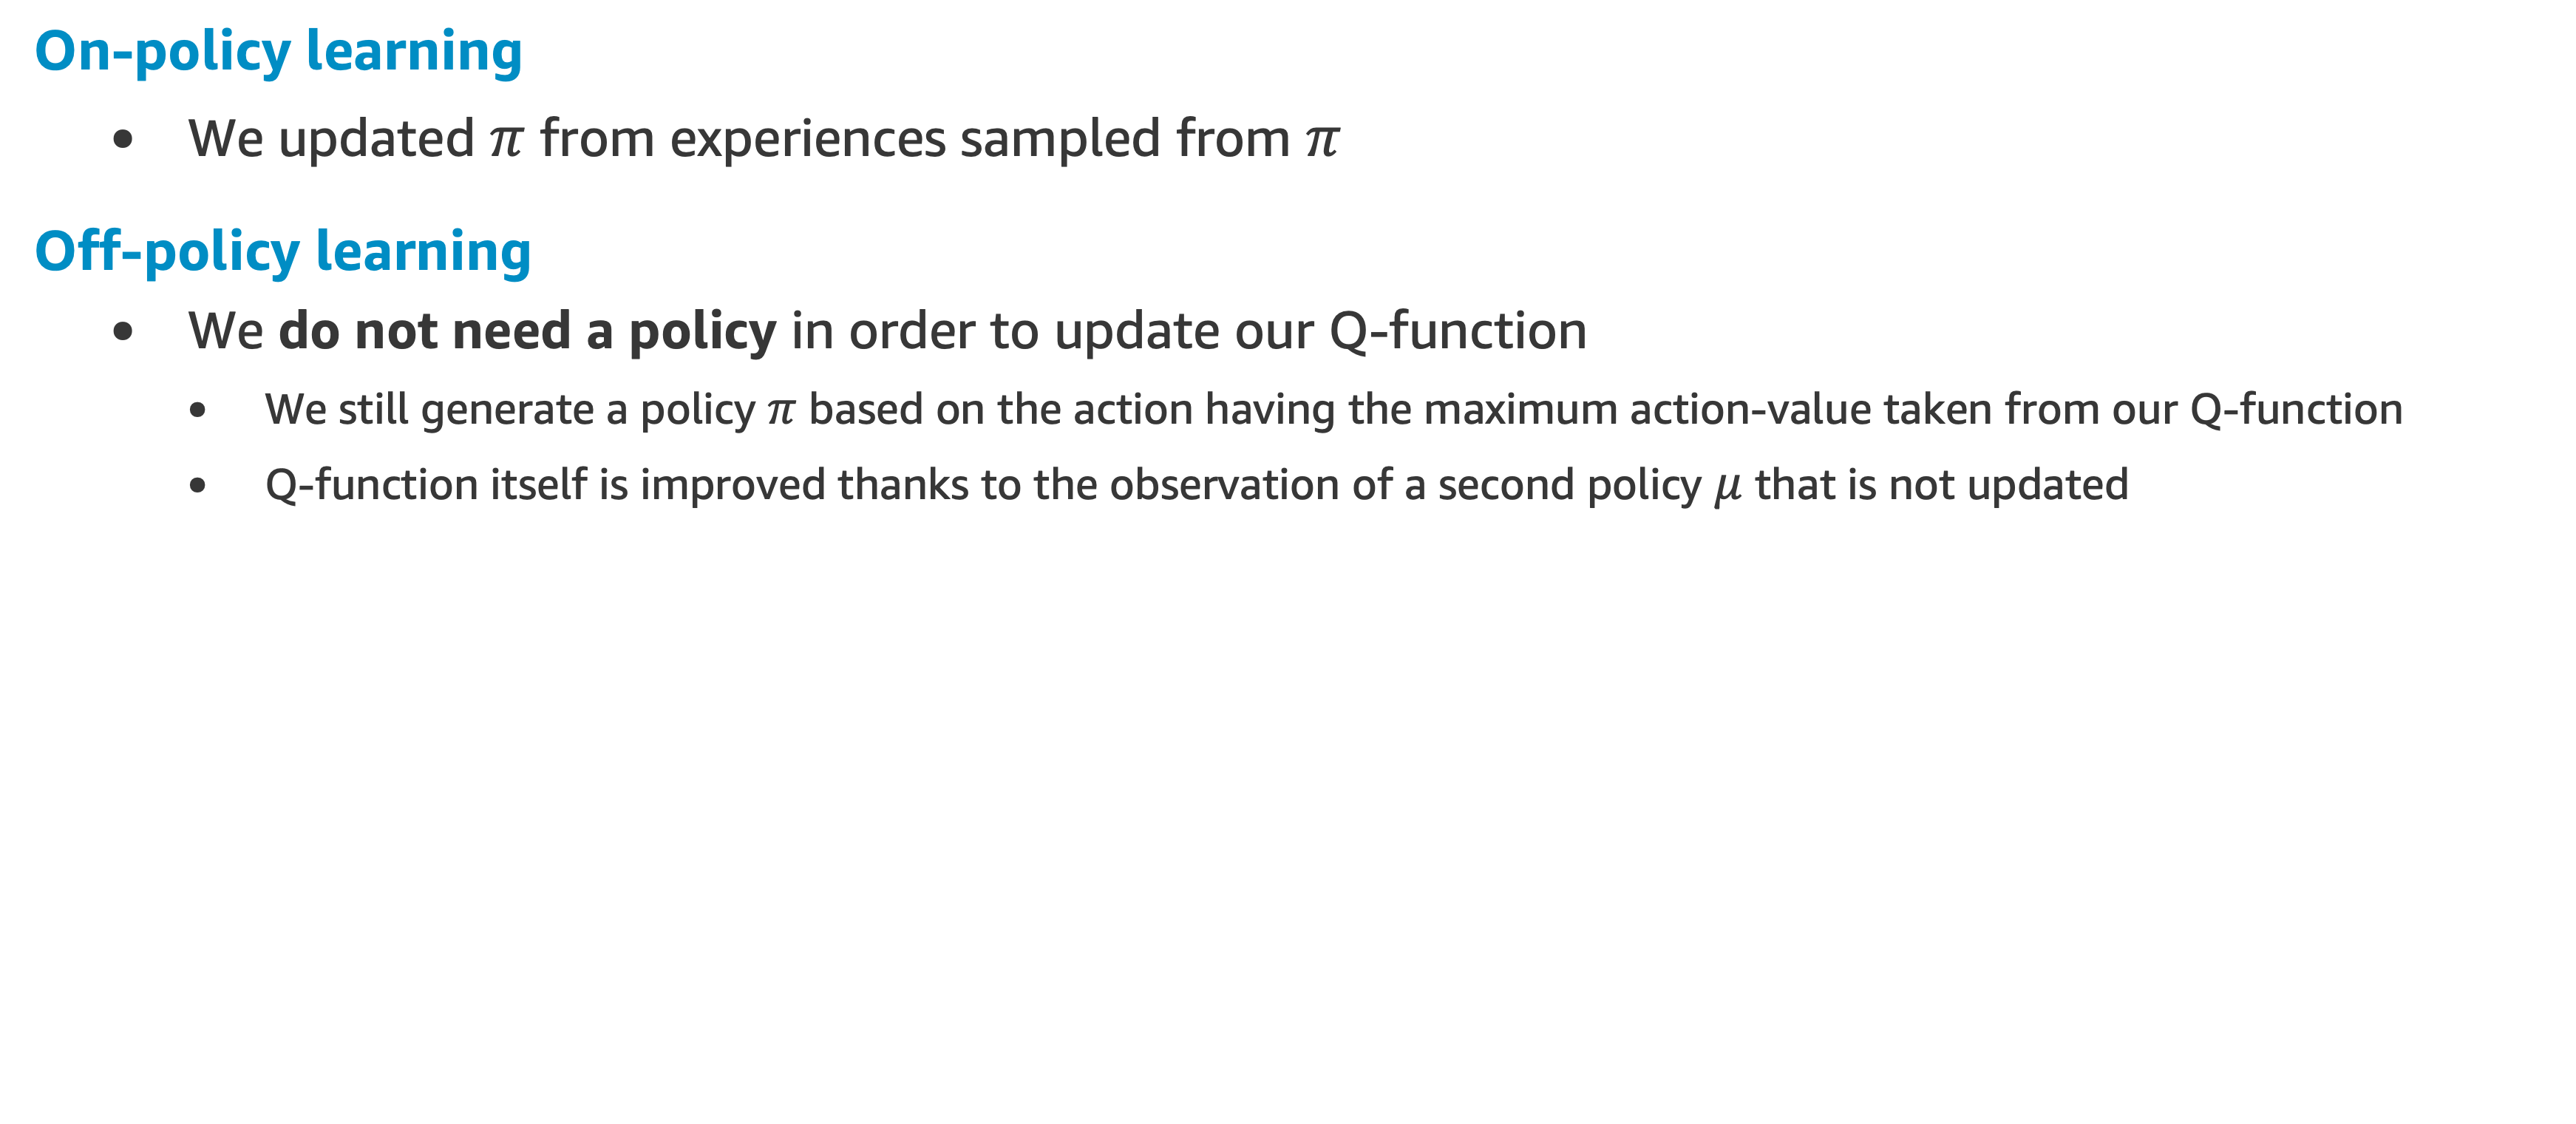 On-policy learning
• We updated π from experiences sampled from π
Off-policy learning
• We do not need a policy in order to update our Q-function
• We still generate a policy π based on the action having the maximum action-value taken from our Q-function
• Q-function itself is improved thanks to the observation of a second policy μ that is not updated